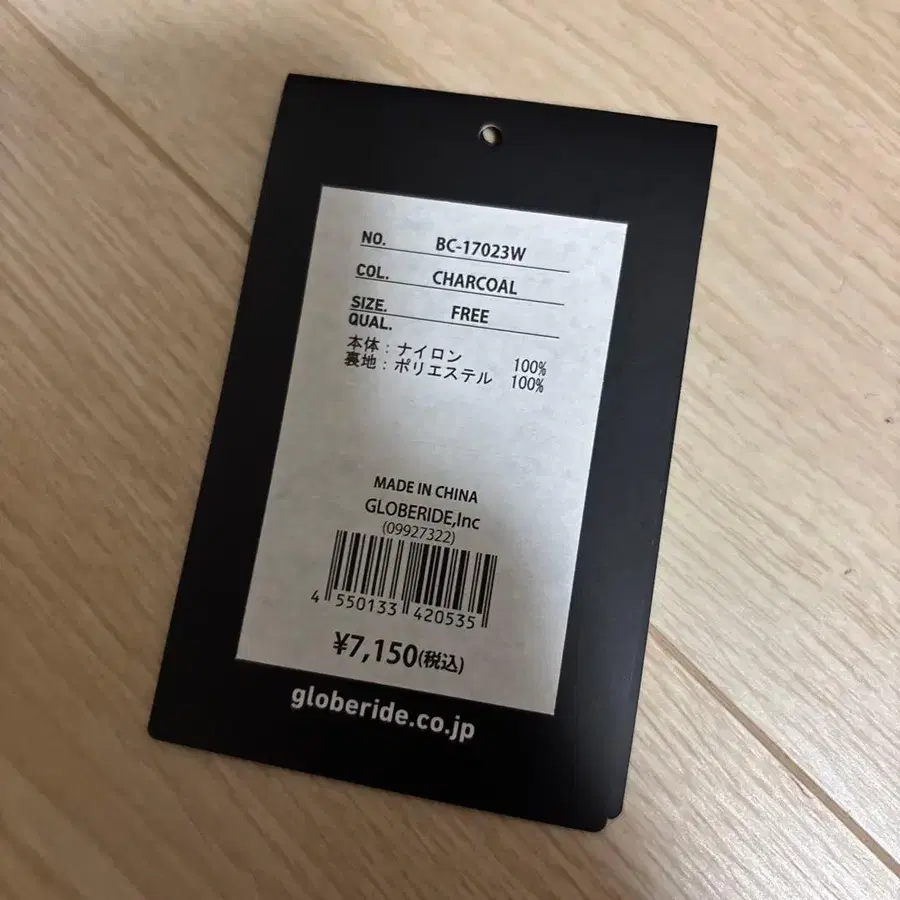 NO. BC-17023W
COL. CHARCOAL
SIZE. FREE
QUAL.
本体：ナイロン 100%
裏地：ポリエステル 100%
MADE IN CHINA
GLOBERIDE,Inc
(09927322)
4 550133 420535
¥7,150(税込)
globeride.co.jp